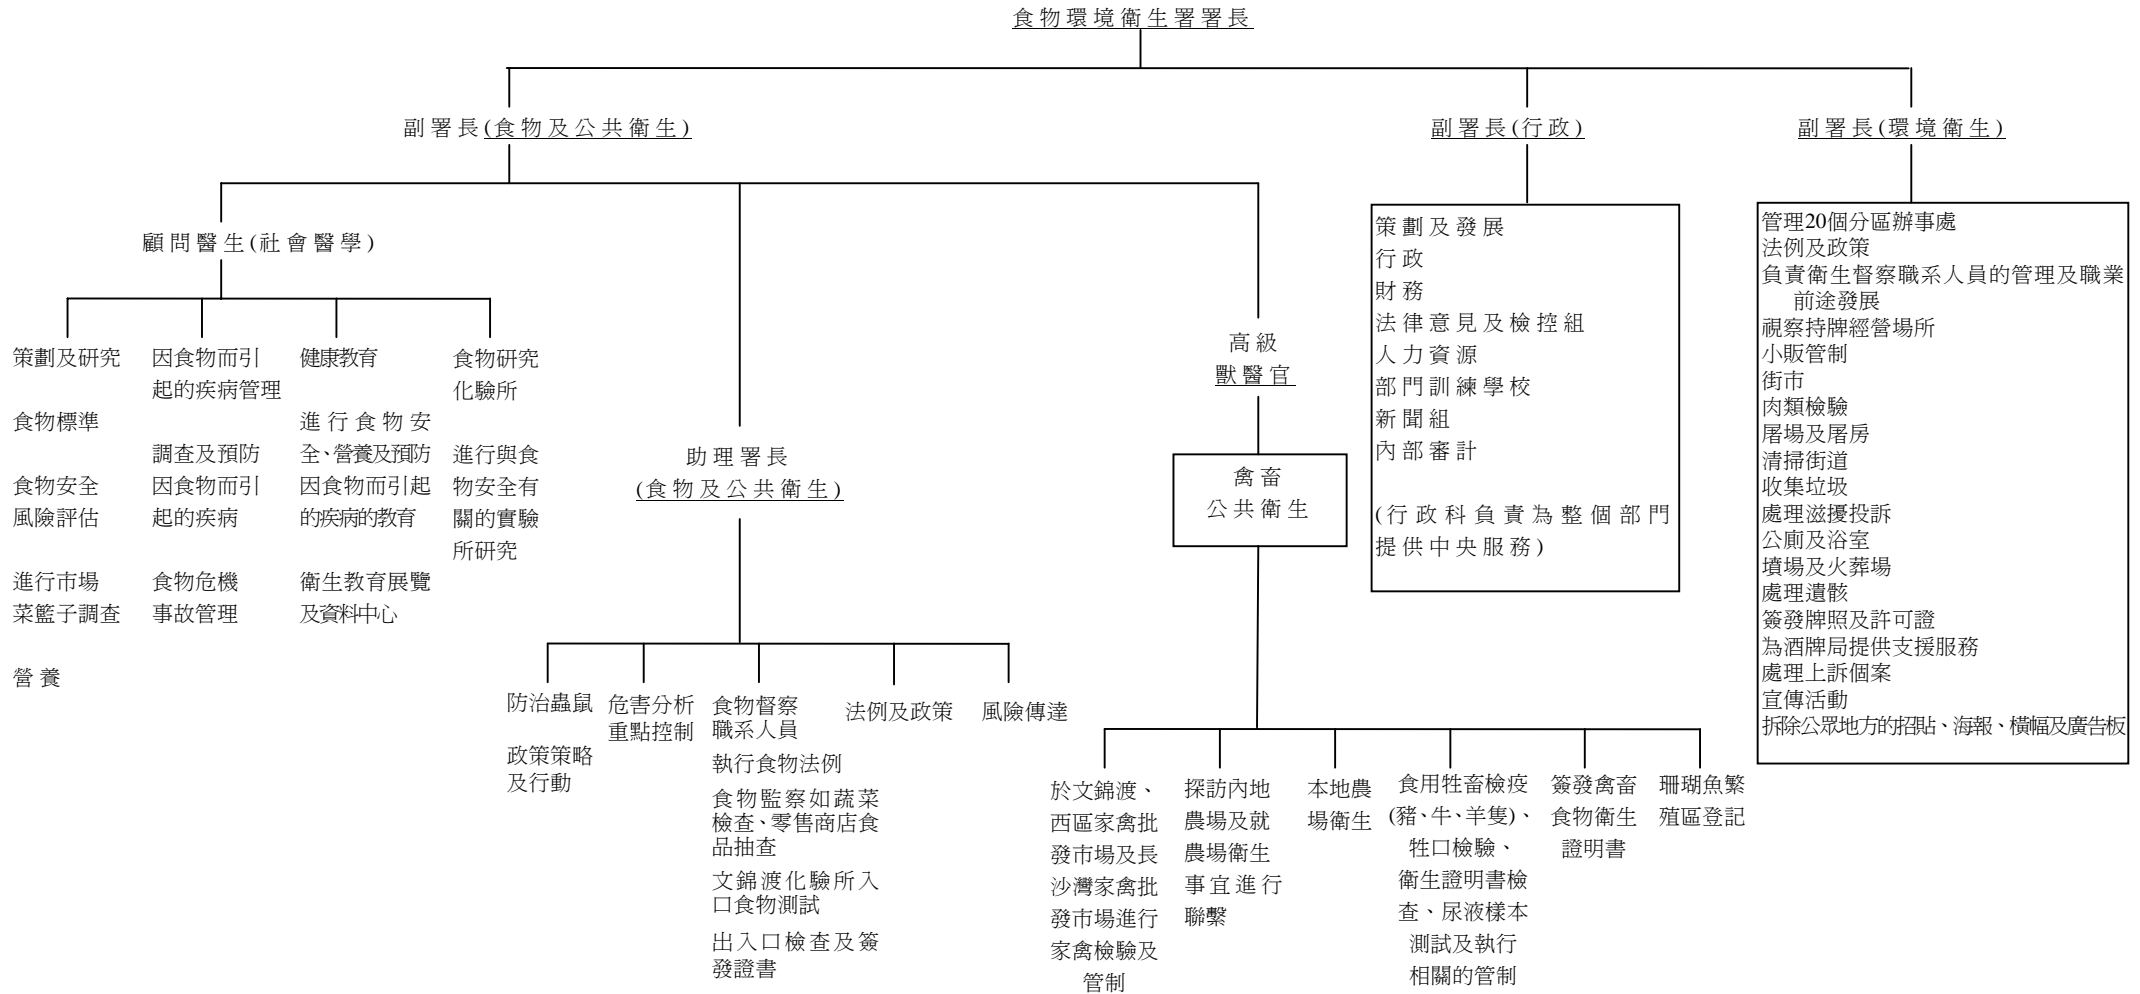 食物環境衛生署署長
副署長(食物及公共衛生)
副署長(行政)
副署長(環境衛生)
顧問醫生(社會醫學)
策劃及研究
食物標準
食物安全
風險評估
進行市場
菜籃子調查
營養
因食物而引
起的疾病管理
調查及預防
因食物而引
起的疾病
食物危機
事故管理
健康教育
進行食物安
全、營養及預防
因食物而引起
的疾病的教育
衛生教育展覽
及資料中心
食物研究
化驗所
進行與食
物安全有
關的實驗
所研究
助理署長
(食物及公共衛生)
防治蟲鼠
政策策略
及行動
危害分析
重點控制
食物督察
職系人員
執行食物法例
食物監察如蔬菜
檢查、零售商店食
品抽查
文錦渡化驗所入
口食物測試
出入口檢查及簽
發證書
法例及政策
風險傳達
高級
獸醫官
禽畜
公共衛生
於文錦渡、
西區家禽批
發市場及長
沙灣家禽批
發市場進行
家禽檢驗及
管制
探訪內地
農場及就
農場衛生
事宜進行
聯繫
本地農
場衛生
食用牲畜檢疫
(豬、牛、羊隻)、
牲口檢驗、
衛生證明書檢
查、尿液樣本
測試及執行
相關的管制
簽發禽畜
食物衛生
證明書
珊瑚魚繁
殖區登記
策劃及發展
行政
財務
法律意見及檢控組
人力資源
部門訓練學校
新聞組
內部審計
(行政科負責為整個部門
提供中央服務)
管理20個分區辦事處
法例及政策
負責衛生督察職系人員的管理及職業
前途發展
視察持牌經營場所
小販管制
街市
肉類檢驗
屠場及屠房
清掃街道
收集垃圾
處理滋擾投訴
公廁及浴室
墳場及火葬場
處理遺骸
簽發牌照及許可證
為酒牌局提供支援服務
處理上訴個案
宣傳活動
拆除公眾地方的招貼、海報、橫幅及廣告板